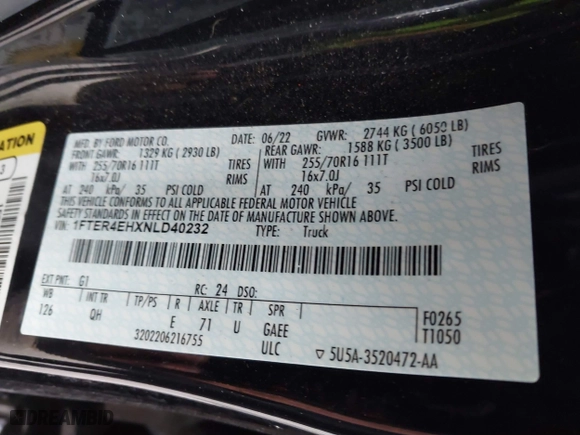 MFD. BY FORD MOTOR CO.
06/22
GVWR: 2744 KG ( 6050 LB)
FRONT GAWR: 1329 KG ( 2930 LB)
REAR GAWR: 1588 KG ( 3500 LB)
WITH 255/70R16 111T TIRES
WITH 255/70R16 111T TIRES
16x7.0J RIMS
16x7.0J RIMS
AT 240 kPa/ 35 PSI COLD
AT 240 kPa/ 35 PSI COLD
THIS VEHICLE CONFORMS TO ALL APPLICABLE FEDERAL MOTOR VEHICLE
SAFETY STANDARDS IN EFFECT ON THE DATE OF MANUFACTURE SHOWN ABOVE.
VIN: 1FTER4EHXNLD40232
TYPE: Truck
EXT PNT: G1
RC: 24 DSO:
WB INT TR TP/PS R AXLE TR SPR
126 QH E 71 U GAEE
ULC
F0265
T1050
3202206216755
▽ 5U5A-3520472-AA
DREAMBID